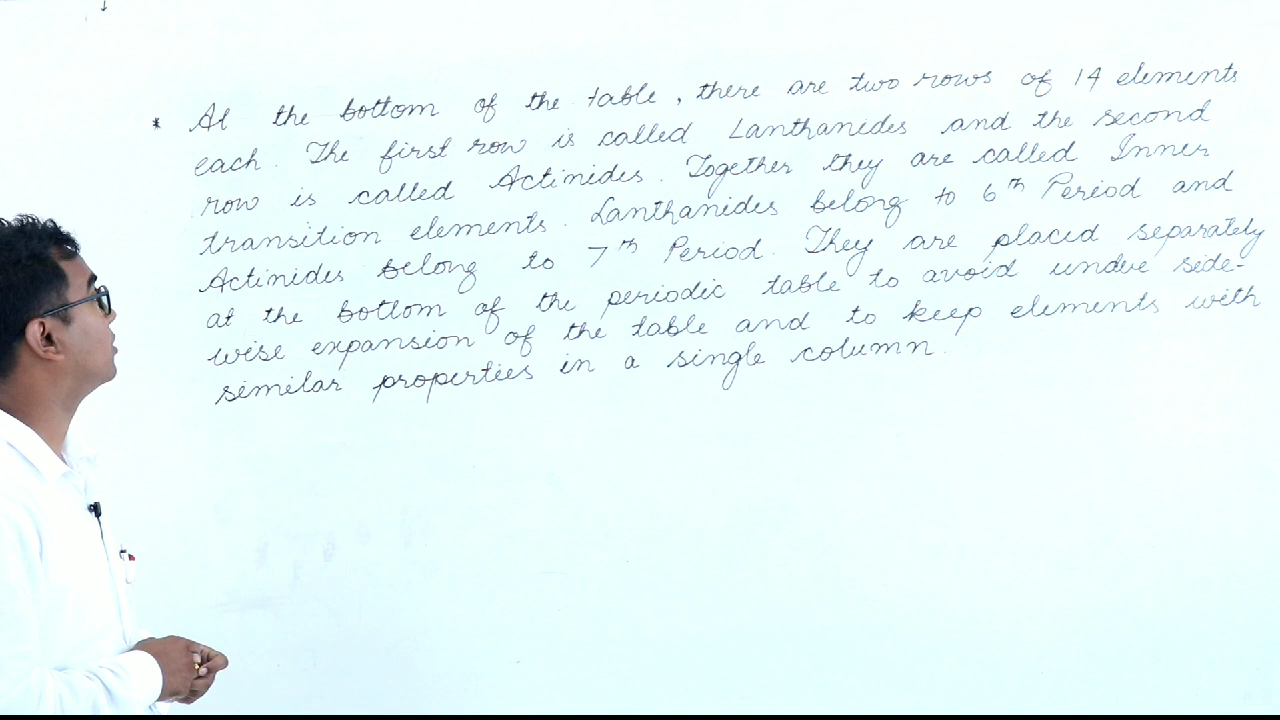 * At the bottom of the table, there are two rows of 14 elements
each. The first row is called Lanthanides and the second
row is called Actinides. Together they are called Inner
transition elements. Lanthanides belong to 6th Period and
Actinides belong to 7th Period. They are placed separately
at the bottom of the periodic table to avoid undue side-
wise expansion of the table and to keep elements with
similar properties in a single column.